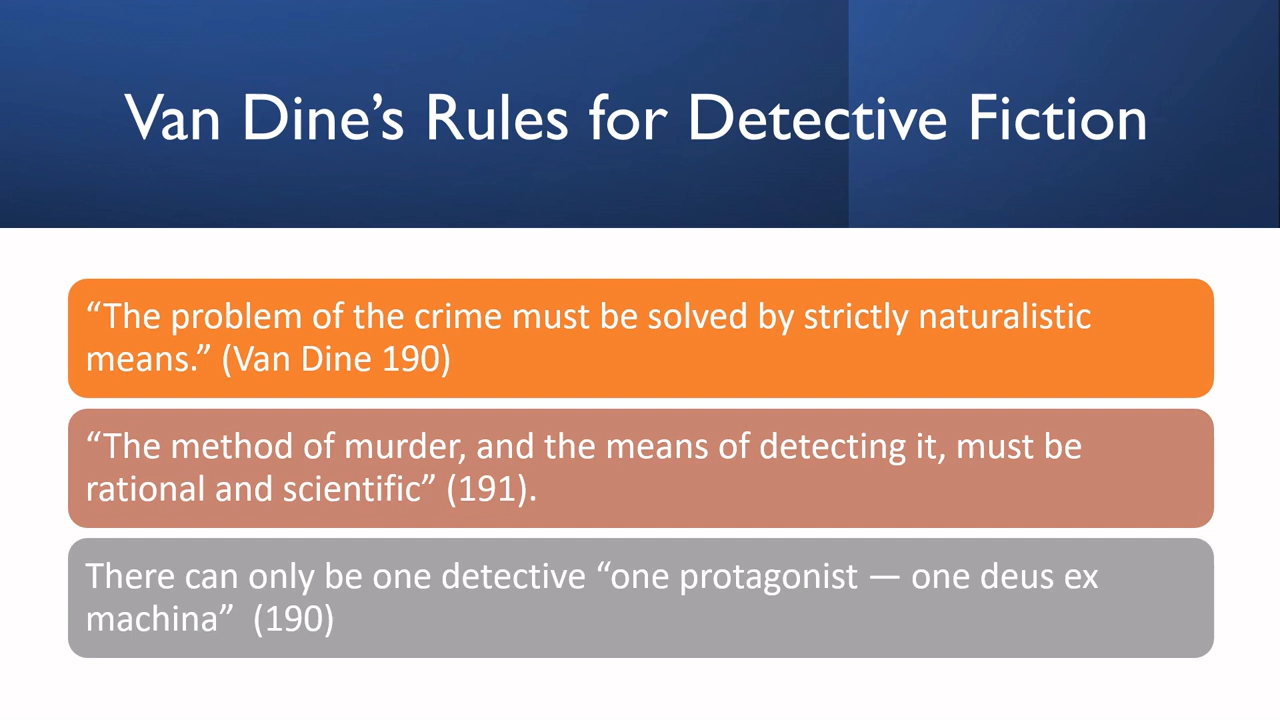 Van Dine’s Rules for Detective Fiction
“The problem of the crime must be solved by strictly naturalistic
means.” (Van Dine 190)
“The method of murder, and the means of detecting it, must be
rational and scientific” (191).
There can only be one detective “one protagonist — one deus ex
machina”  (190)